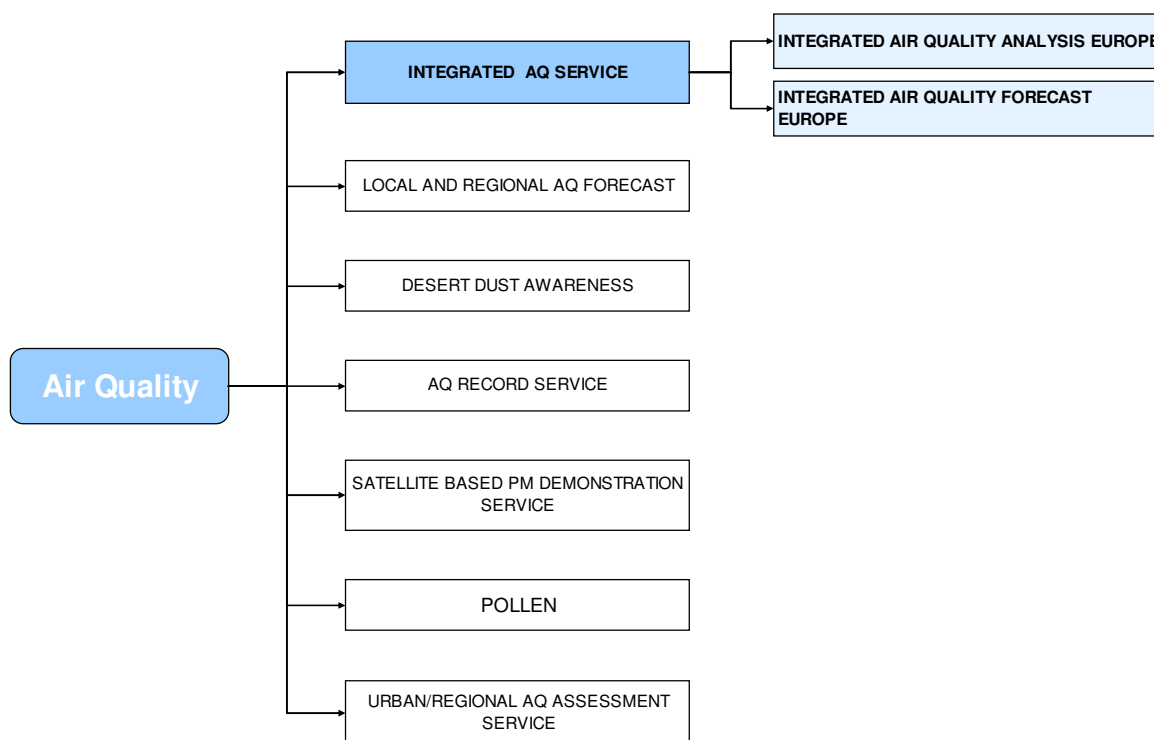 INTEGRATED AQ SERVICE
INTEGRATED AIR QUALITY ANALYSIS EUROPE
INTEGRATED AIR QUALITY FORECAST
EUROPE
LOCAL AND REGIONAL AQ FORECAST
DESERT DUST AWARENESS
Air Quality
AQ RECORD SERVICE
SATELLITE BASED PM DEMONSTRATION
SERVICE
POLLEN
URBAN/REGIONAL AQ ASSESSMENT
SERVICE